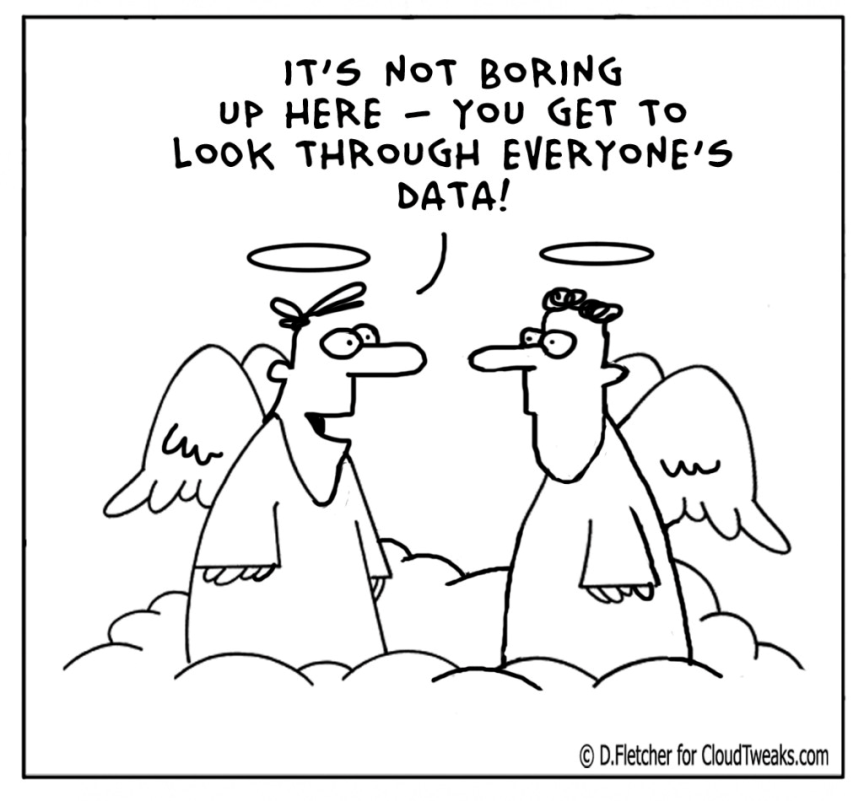 IT'S NOT BORING
UP HERE – YOU GET TO
LOOK THROUGH EVERYONE'S
DATA!
© D.Fletcher for CloudTweaks.com